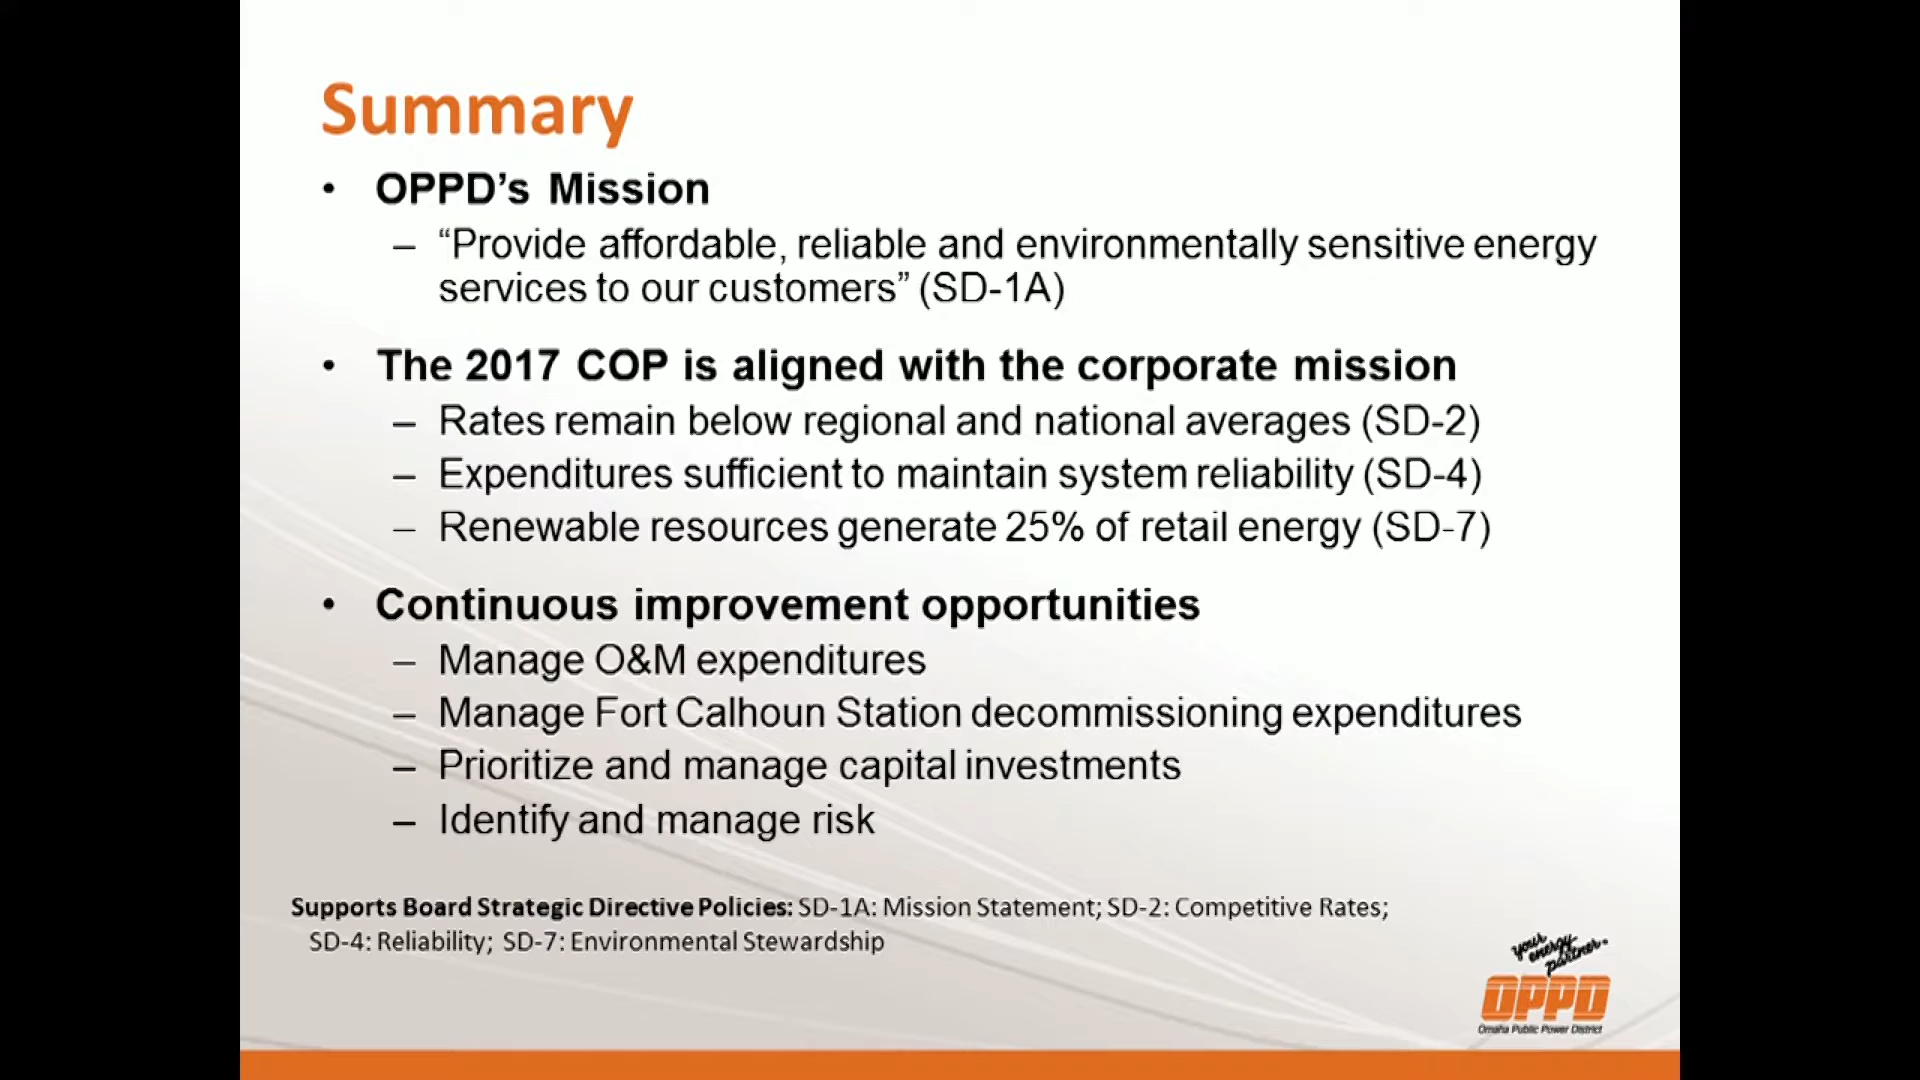 Summary
• OPPD’s Mission
– “Provide affordable, reliable and environmentally sensitive energy
services to our customers” (SD-1A)
• The 2017 COP is aligned with the corporate mission
– Rates remain below regional and national averages (SD-2)
– Expenditures sufficient to maintain system reliability (SD-4)
– Renewable resources generate 25% of retail energy (SD-7)
• Continuous improvement opportunities
– Manage O&M expenditures
– Manage Fort Calhoun Station decommissioning expenditures
– Prioritize and manage capital investments
– Identify and manage risk
Supports Board Strategic Directive Policies: SD-1A: Mission Statement; SD-2: Competitive Rates;
SD-4: Reliability; SD-7: Environmental Stewardship
your
energy
partner.
OPPD
Omaha Public Power District